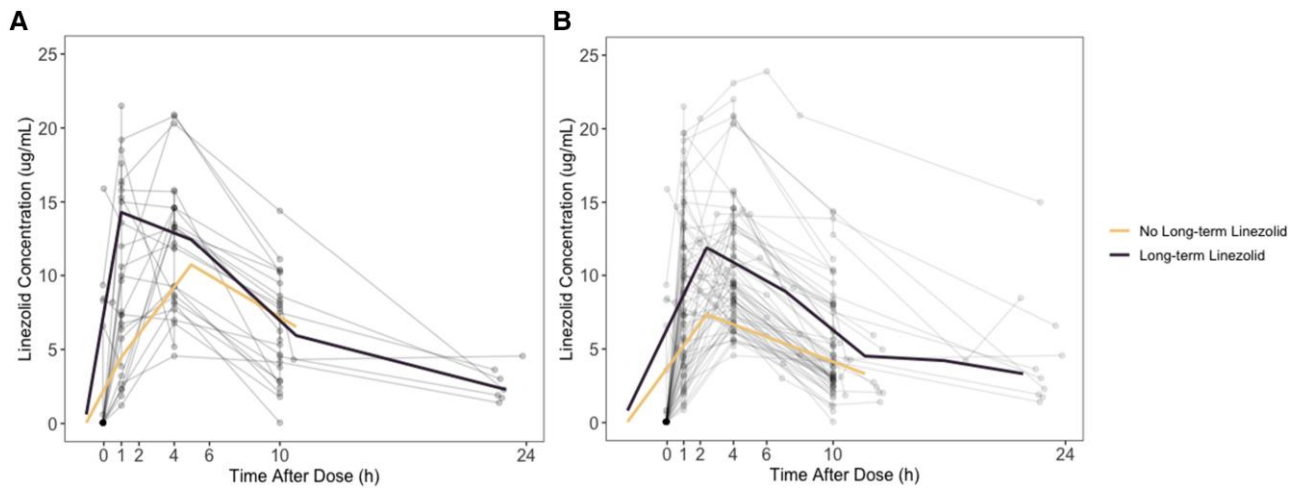 A
B
Linezolid Concentration (ug/mL)
25
20
15
10
5
0
0 1 2 4 6 10 24
Time After Dose (h)
Linezolid Concentration (ug/mL)
25
20
15
10
5
0
0 1 2 4 6 10 24
Time After Dose (h)
No Long-term Linezolid
Long-term Linezolid